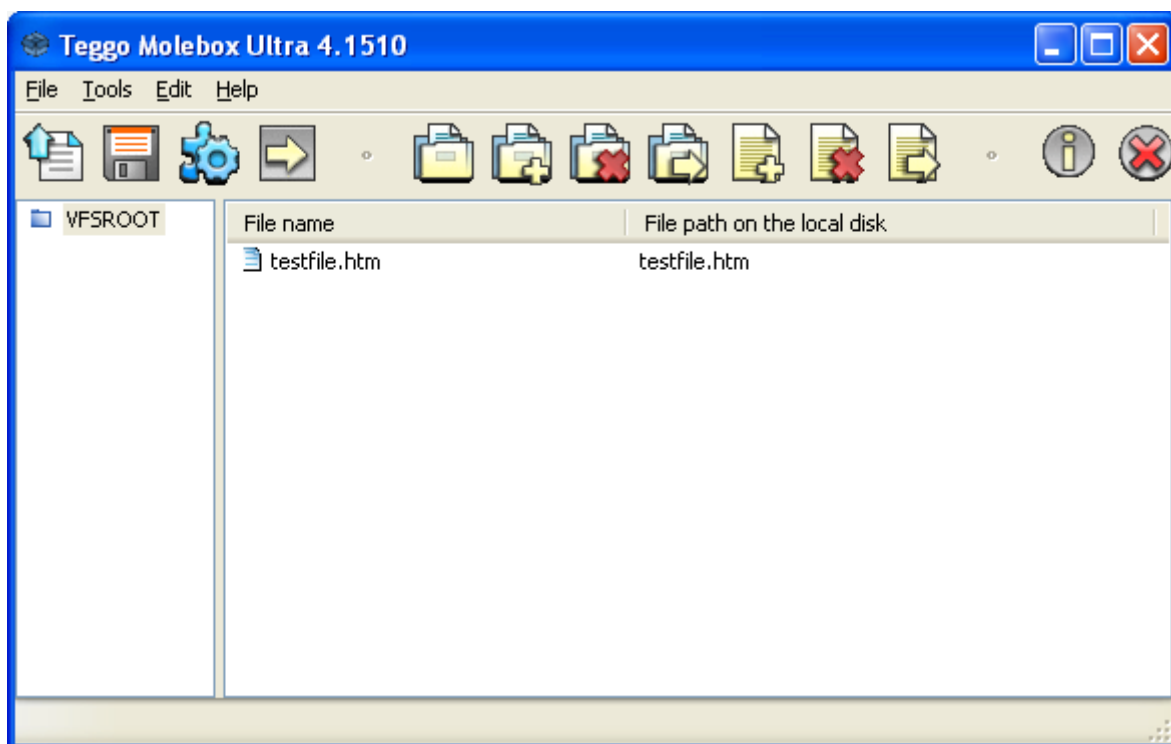 Teggo Molebox Ultra 4.1510
File Tools Edit Help
VFSROOT
File name File path on the local disk
testfile.htm testfile.htm